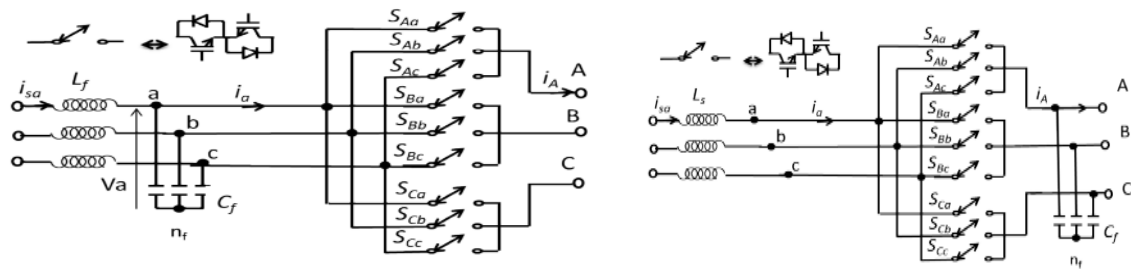 S_Aa
S_Ab
S_Ac
i_A
A
i_sa
L_f
a
i_a
S_Ba
B
b
S_Bb
c
S_Bc
C
Va
C_f
S_Ca
n_f
S_Cb
S_Cc
S_Aa
S_Ab
S_Ac
i_A
A
i_sa
L_s
a
i_a
S_Ba
b
S_Bb
B
c
S_Bc
C
S_Ca
S_Cb
C_f
S_Cc
n_f